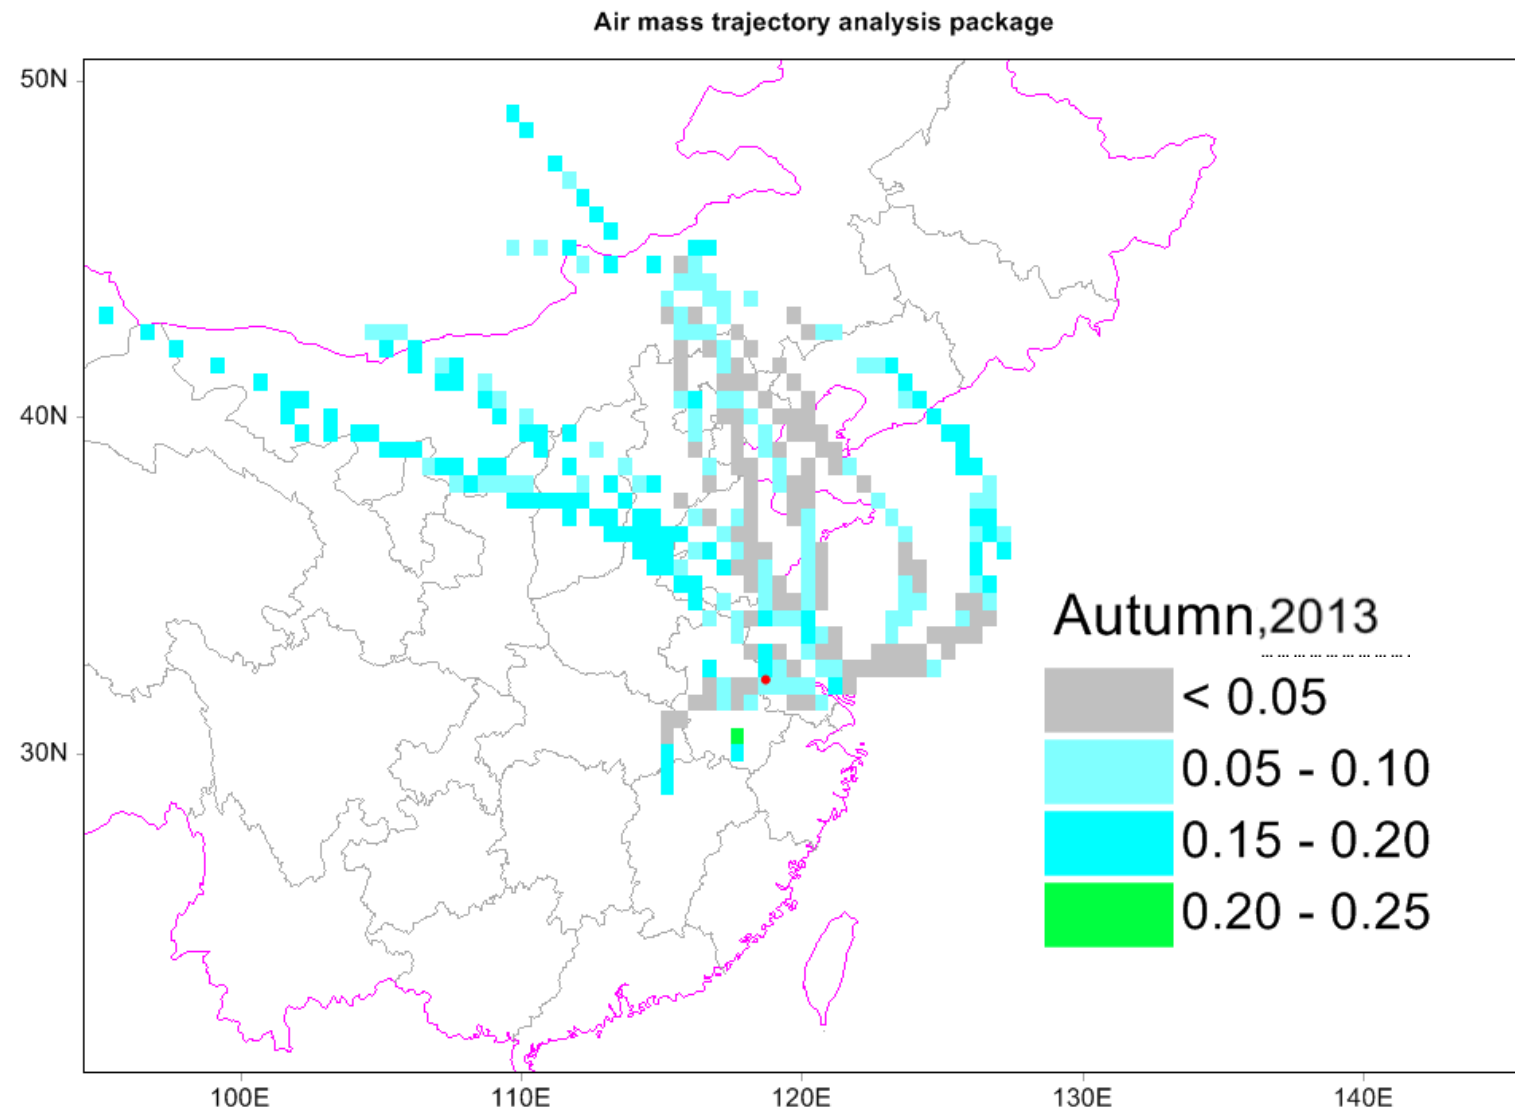 Air mass trajectory analysis package
50N
40N
30N
Autumn,2013
< 0.05
0.05 - 0.10
0.15 - 0.20
0.20 - 0.25
100E 110E 120E 130E 140E